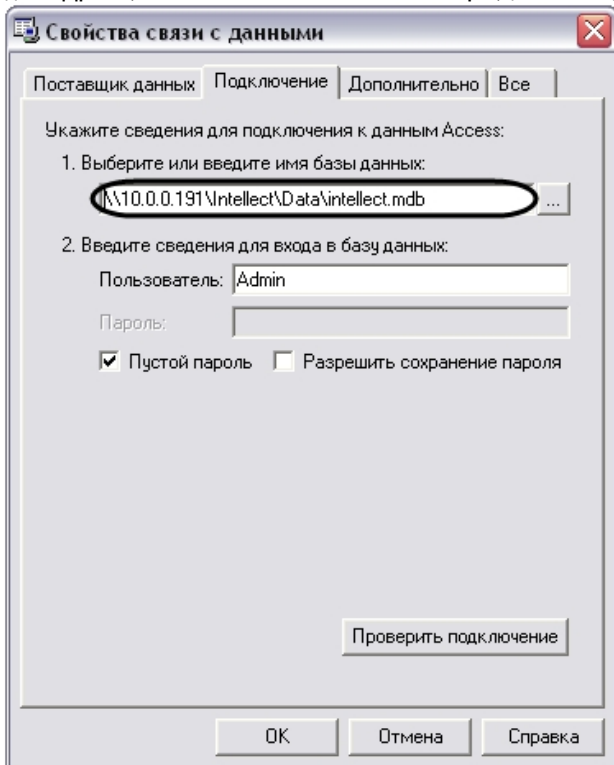 Свойства связи с данными
Поставщик данных Подключение Дополнительно Все
Укажите сведения для подключения к данным Access:
1. Выберите или введите имя базы данных:
\\10.0.0.191\Intellect\Data\intellect.mdb ...
2. Введите сведения для входа в базу данных:
Пользователь: Admin
Пароль:
Пустой пароль Разрешить сохранение пароля
Проверить подключение
ОК Отмена Справка